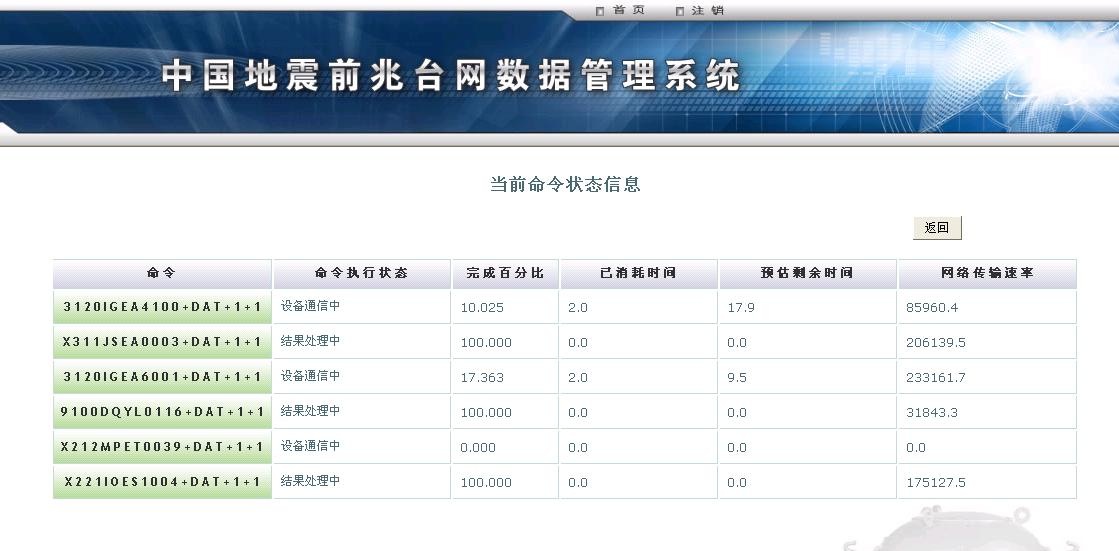 首页 注销
中国地震前兆台网数据管理系统
当前命令状态信息
返回
命令 命令执行状态 完成百分比 已消耗时间 预估剩余时间 网络传输速率
3120IGEA4100+DAT+1+1 设备通信中 10.025 2.0 17.9 85960.4
X311JSEA0003+DAT+1+1 结果处理中 100.000 0.0 0.0 206139.5
3120IGEA6001+DAT+1+1 设备通信中 17.363 2.0 9.5 233161.7
9100DQYL0116+DAT+1+1 结果处理中 100.000 0.0 0.0 31843.3
X212MPET0039+DAT+1+1 设备通信中 0.000 0.0 0.0 0.0
X221IOES1004+DAT+1+1 结果处理中 100.000 0.0 0.0 175127.5